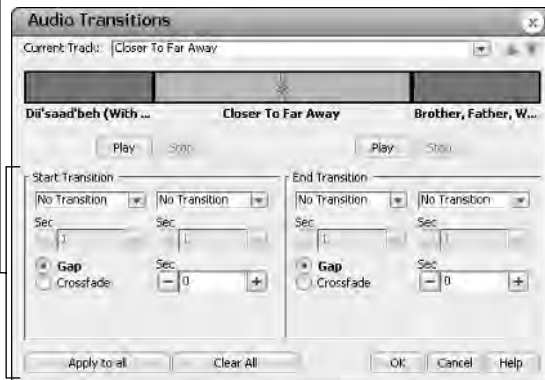 Audio Transitions
Current Track: Closer To Far Away
Dii'saad'beh (With ... Closer To Far Away Brother, Father, W...
Play Stop Play Stop
Start Transition End Transition
No Transition No Transition No Transition No Transition
Sec Sec Sec Sec
1 1 1 1
Gap Sec Gap Sec
Crossfade 0 Crossfade 0
Apply to all Clear All OK Cancel Help